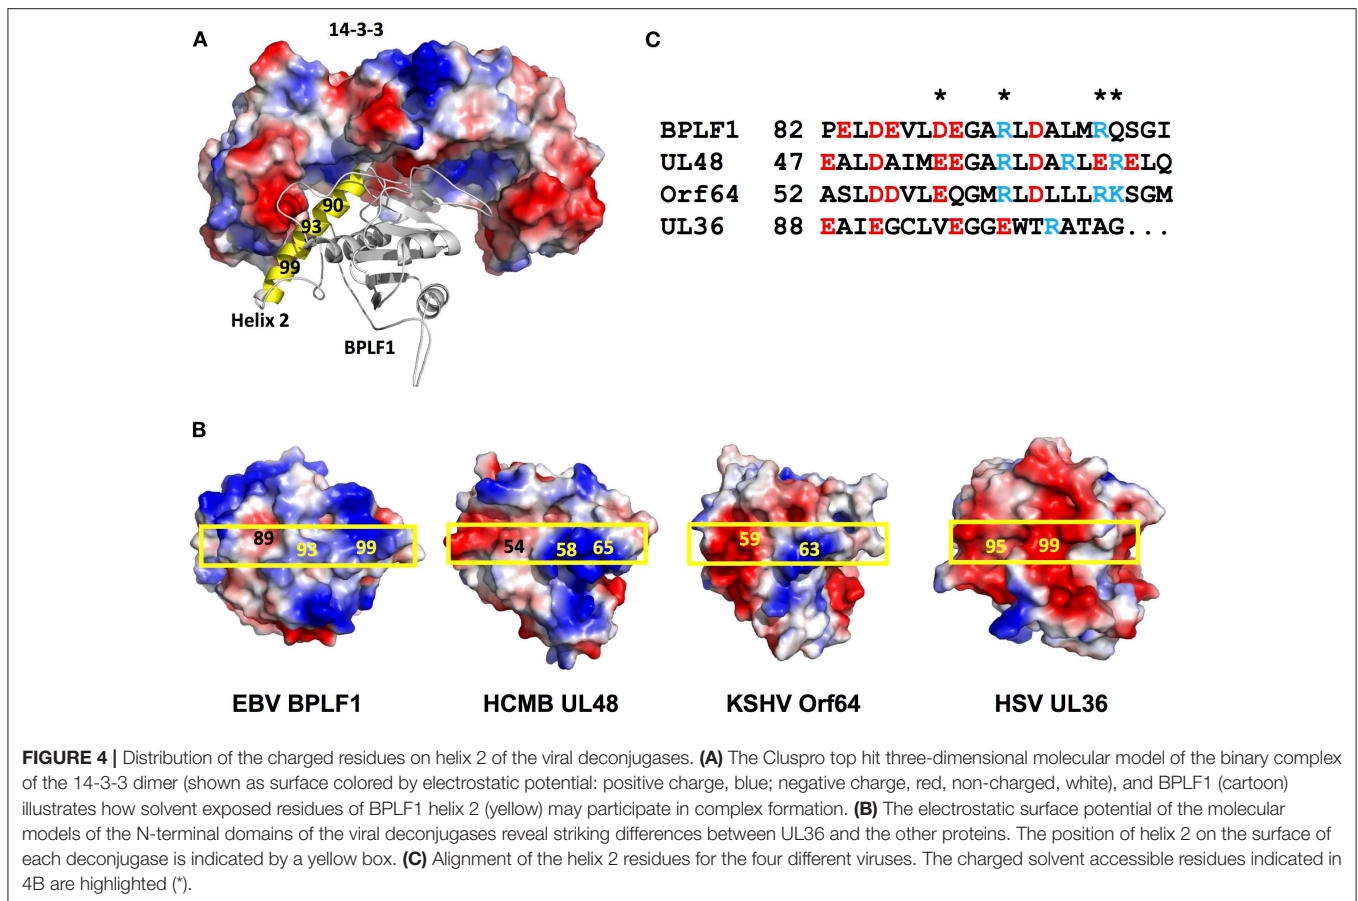 A
14-3-3
90
93
99
Helix 2
BPLF1
C
* * **
BPLF1 82 PELDEVLDEGARLDALMRQSGI
UL48 47 EALDAIMEEGARLDARLERELQ
Orf64 52 ASLDDVLEQGMRLDLLLRKSGM
UL36 88 EAIEGCLVEGGEWTRATAG...
B
89 93 99
54 58 65
59 63
95 99
EBV BPLF1
HCMB UL48
KSHV Orf64
HSV UL36
FIGURE 4 | Distribution of the charged residues on helix 2 of the viral deconjugases. (A) The Cluspro top hit three-dimensional molecular model of the binary complex
of the 14-3-3 dimer (shown as surface colored by electrostatic potential: positive charge, blue; negative charge, red, non-charged, white), and BPLF1 (cartoon)
illustrates how solvent exposed residues of BPLF1 helix 2 (yellow) may participate in complex formation. (B) The electrostatic surface potential of the molecular
models of the N-terminal domains of the viral deconjugases reveal striking differences between UL36 and the other proteins. The position of helix 2 on the surface of
each deconjugase is indicated by a yellow box. (C) Alignment of the helix 2 residues for the four different viruses. The charged solvent accessible residues indicated in
4B are highlighted (*).